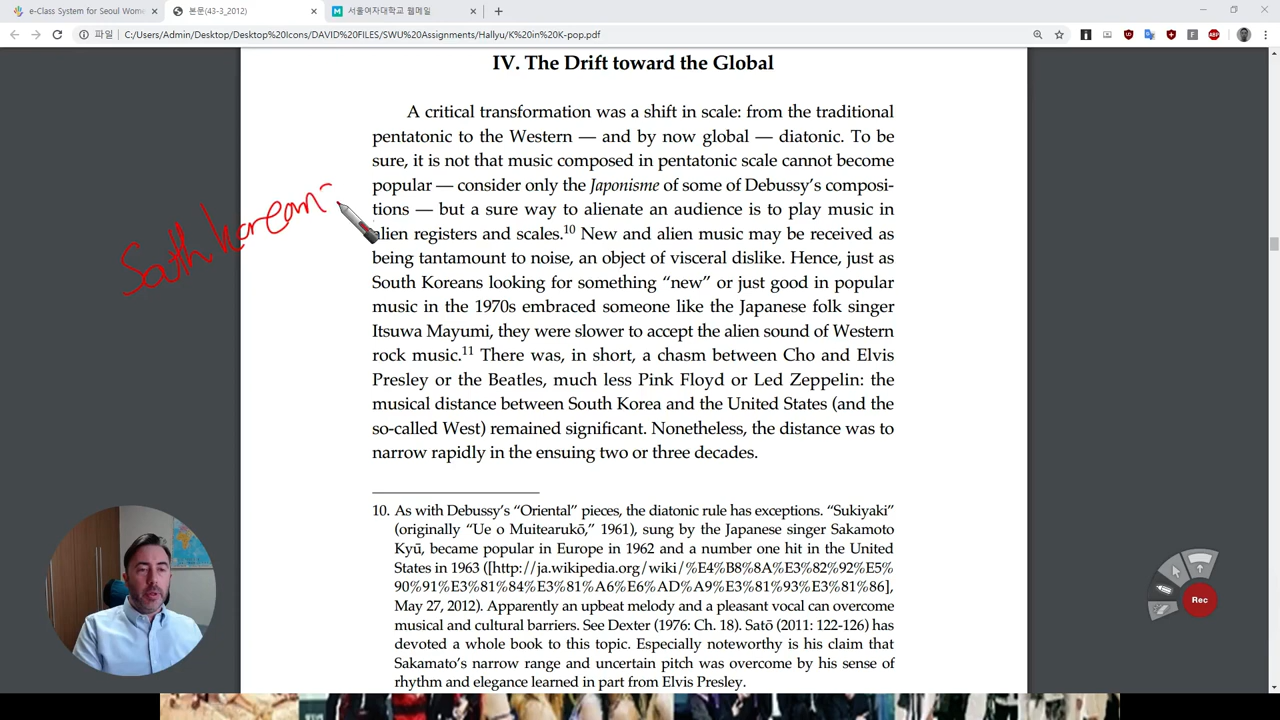 e-Class System for Seoul Wome
본문(43-3_2012)
서울여자대학교 웹메일
파일
C:/Users/Admin/Desktop/Desktop%20Icons/DAVID%20FILES/SWU%20Assignments/Hallyu/K%20in%20K-pop.pdf
IV. The Drift toward the Global
A critical transformation was a shift in scale: from the traditional
pentatonic to the Western — and by now global — diatonic. To be
sure, it is not that music composed in pentatonic scale cannot become
popular — consider only the Japonisme of some of Debussy's composi-
tions — but a sure way to alienate an audience is to play music in
alien registers and scales.10 New and alien music may be received as
being tantamount to noise, an object of visceral dislike. Hence, just as
South Koreans looking for something “new” or just good in popular
music in the 1970s embraced someone like the Japanese folk singer
Itsuwa Mayumi, they were slower to accept the alien sound of Western
rock music.11 There was, in short, a chasm between Cho and Elvis
Presley or the Beatles, much less Pink Floyd or Led Zeppelin: the
musical distance between South Korea and the United States (and the
so-called West) remained significant. Nonetheless, the distance was to
narrow rapidly in the ensuing two or three decades.
South Korean
10. As with Debussy's “Oriental” pieces, the diatonic rule has exceptions. “Sukiyaki”
(originally “Ue o Muitearukō,” 1961), sung by the Japanese singer Sakamoto
Kyū, became popular in Europe in 1962 and a number one hit in the United
States in 1963 ([http://ja.wikipedia.org/wiki/%E4%B8%8A%E3%82%92%E5%
90%91%E3%81%84%E3%81%A6%E6%AD%A9%E3%81%93%E3%81%86],
May 27, 2012). Apparently an upbeat melody and a pleasant vocal can overcome
musical and cultural barriers. See Dexter (1976: Ch. 18). Satō (2011: 122-126) has
devoted a whole book to this topic. Especially noteworthy is his claim that
Sakamato's narrow range and uncertain pitch was overcome by his sense of
rhythm and elegance learned in part from Elvis Presley.
Rec